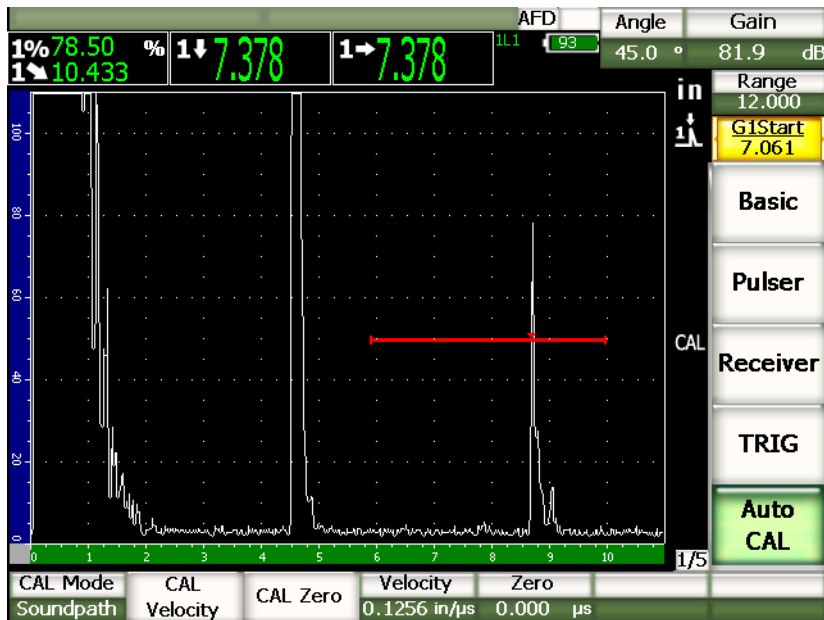 AFD Angle Gain
1%78.50 % 1 7.378 1 7.378 1L1 93 45.0 ° 81.9 dB
1 10.433
in Range
12.000
1 G1Start
7.061
100
80
60
40
20
0
Basic
Pulser
CAL
Receiver
TRIG
Auto
CAL
0 1 2 3 4 5 6 7 8 9 10 1/5
CAL Mode CAL Velocity CAL Zero Velocity Zero
Soundpath 0.1256 in/µs 0.000 µs